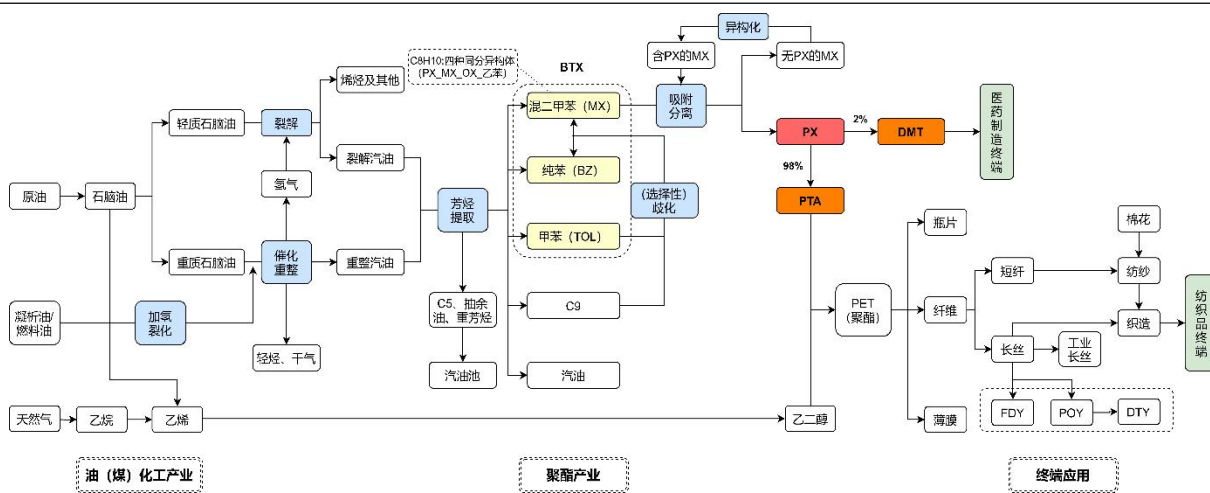 异构化
C8H10:四种同分异构体
(PX_MX_OX_乙苯)
BTX
含PX的MX
无PX的MX
烯烃及其他
混二甲苯（MX）
吸附
分离
医药制造终端
轻质石脑油
裂解
PX
2%
DMT
裂解汽油
纯苯（BZ）
98%
氢气
原油
石脑油
芳烃
提取
(选择性)
歧化
PTA
瓶片
棉花
甲苯（TOL）
重质石脑油
催化
重整
重整汽油
短纤
纺纱
C5、抽余
油、重芳烃
C9
PET
(聚酯)
纤维
凝析油/
燃料油
加氢
裂化
织造
纺织品终端
长丝
工业
长丝
轻烃、干气
汽油池
汽油
天然气
乙烷
乙烯
乙二醇
薄膜
FDY
POY
DTY
油（煤）化工产业
聚酯产业
终端应用